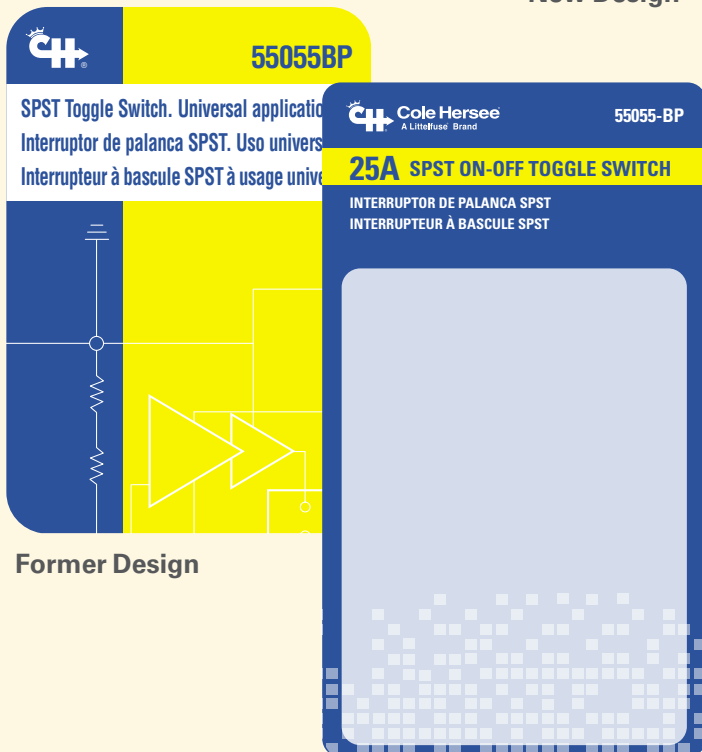 New Design
CH
®
55055BP
SPST Toggle Switch. Universal applicatio
Interruptor de palanca SPST. Uso univers
Interrupteur à bascule SPST à usage unive
Former Design
CH Cole Hersee
A Littelfuse Brand
55055-BP
25A SPST ON-OFF TOGGLE SWITCH
INTERRUPTOR DE PALANCA SPST
INTERRUPTEUR À BASCULE SPST